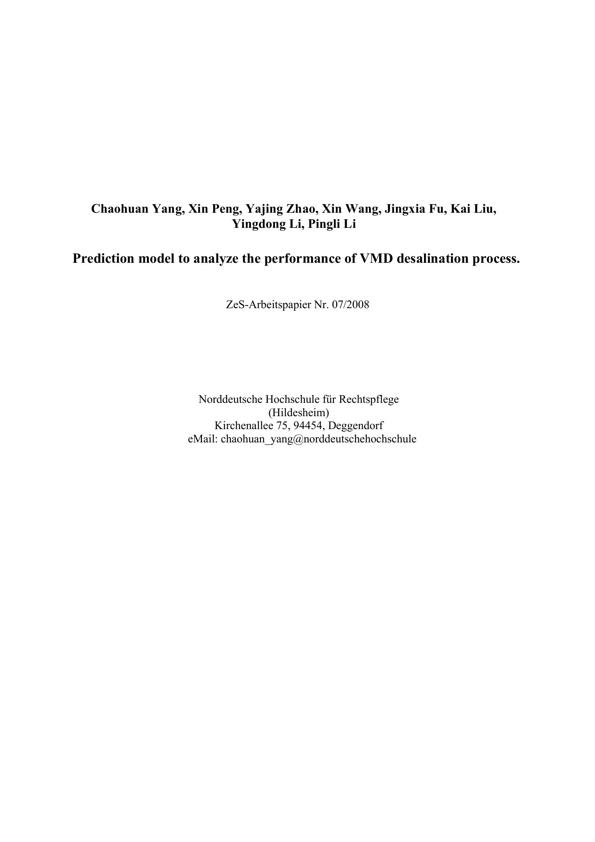 Chaohuan Yang, Xin Peng, Yajing Zhao, Xin Wang, Jingxia Fu, Kai Liu,
Yingdong Li, Pingli Li
Prediction model to analyze the performance of VMD desalination process.
ZeS-Arbeitspapier Nr. 07/2008
Norddeutsche Hochschule für Rechtspflege
(Hildesheim)
Kirchenallee 75, 94454, Deggendorf
eMail: chaohuan_yang@norddeutschehochschule